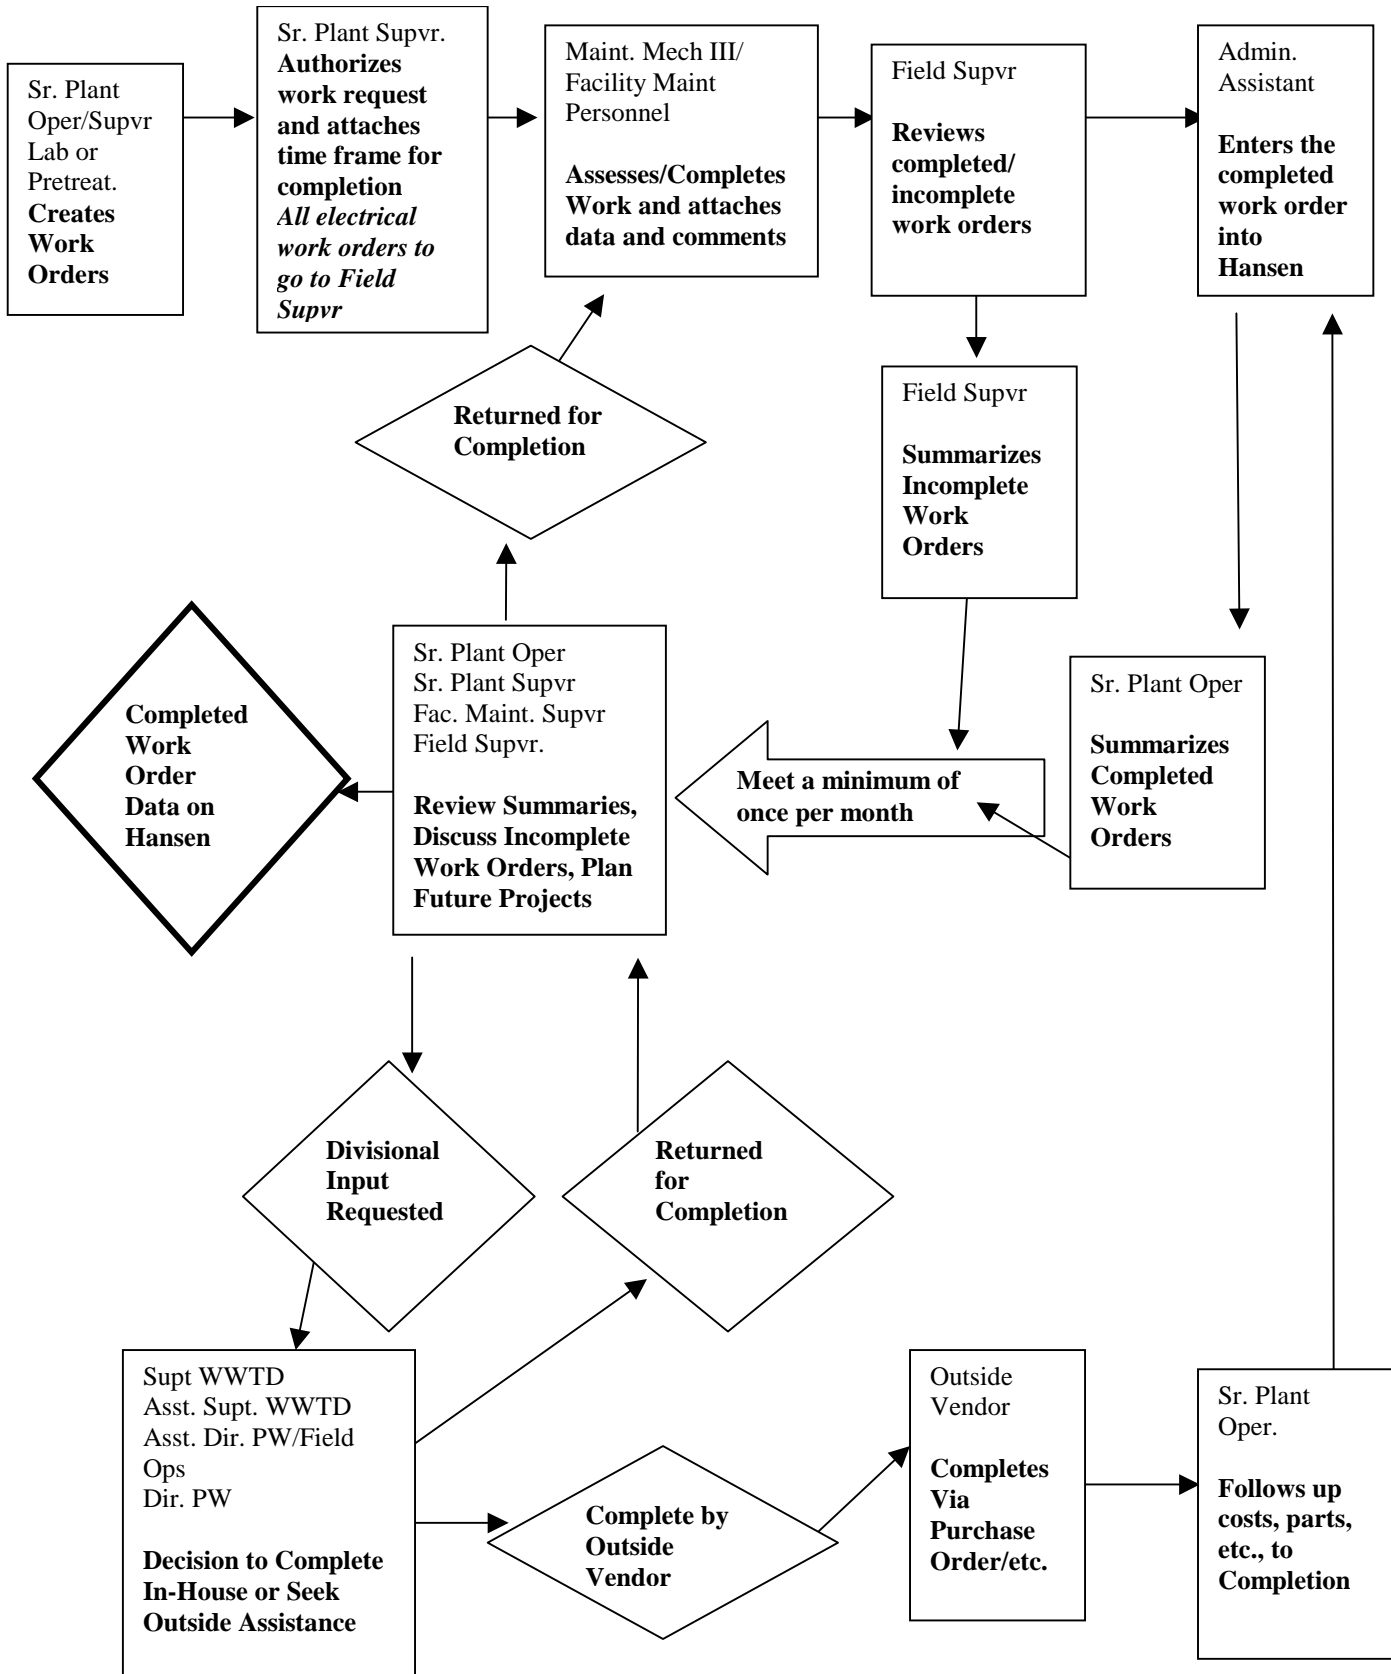 Sr. Plant
Oper/Supvr
Lab or
Pretreat.
Creates
Work
Orders
Sr. Plant Supvr.
Authorizes
work request
and attaches
time frame for
completion
All electrical
work orders to
go to Field
Supvr
Maint. Mech III/
Facility Maint
Personnel
Assesses/Completes
Work and attaches
data and comments
Field Supvr
Reviews
completed/
incomplete
work orders
Admin.
Assistant
Enters the
completed
work order
into
Hansen
Returned for
Completion
Field Supvr
Summarizes
Incomplete
Work
Orders
Completed
Work
Order
Data on
Hansen
Sr. Plant Oper
Sr. Plant Supvr
Fac. Maint. Supvr
Field Supvr.
Review Summaries,
Discuss Incomplete
Work Orders, Plan
Future Projects
Meet a minimum of
once per month
Sr. Plant Oper
Summarizes
Completed
Work
Orders
Divisional
Input
Requested
Returned
for
Completion
Supt WWTD
Asst. Supt. WWTD
Asst. Dir. PW/Field
Ops
Dir. PW
Decision to Complete
In-House or Seek
Outside Assistance
Complete by
Outside
Vendor
Outside
Vendor
Completes
Via
Purchase
Order/etc.
Sr. Plant
Oper.
Follows up
costs, parts,
etc., to
Completion